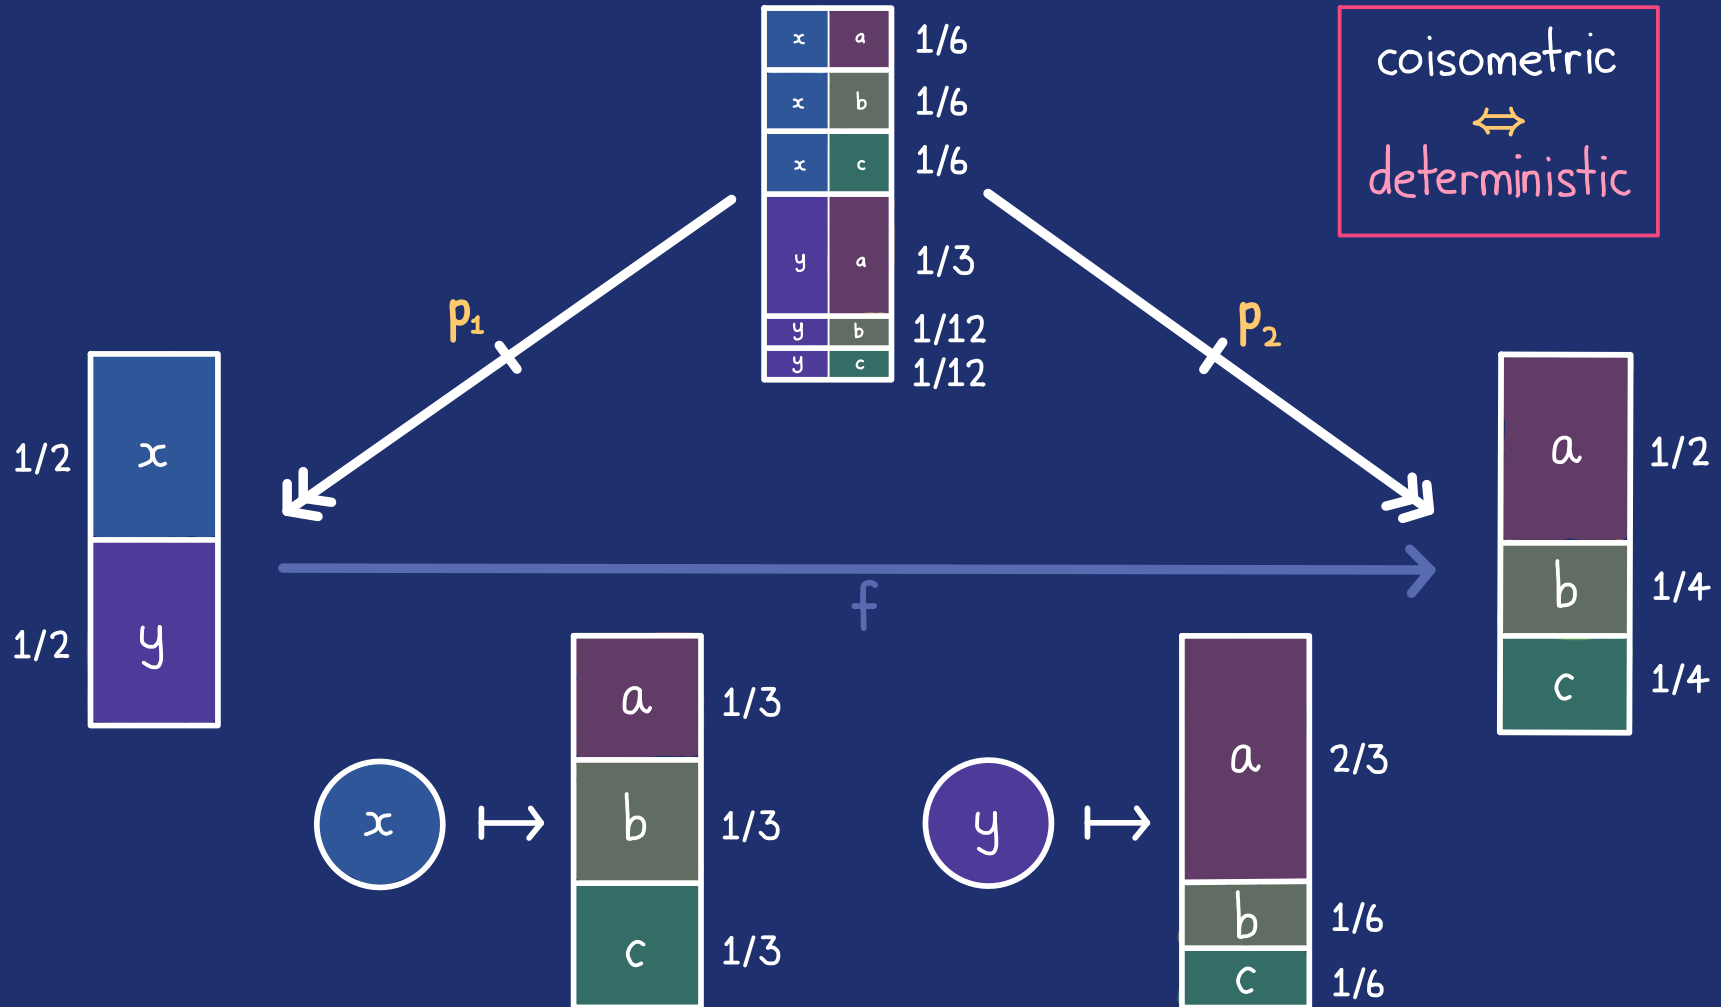 x a 1/6
x b 1/6
x c 1/6
y a 1/3
y b 1/12
y c 1/12
coisometric
⇔
deterministic
p₁
p₂
1/2 x
1/2 y
a 1/2
b 1/4
c 1/4
f
x ↦
a 1/3
b 1/3
c 1/3
y ↦
a 2/3
b 1/6
c 1/6